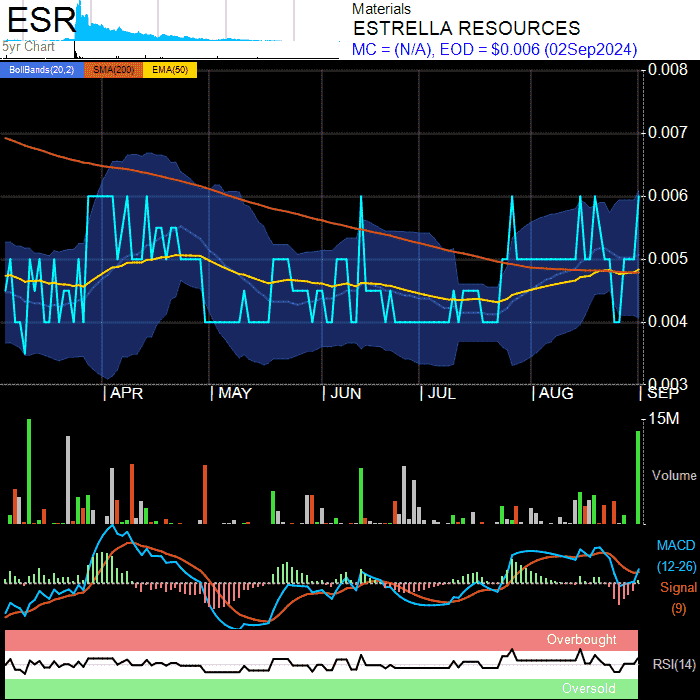 ESR
5yr Chart
Materials
ESTRELLA RESOURCES
MC = (N/A), EOD = $0.006 (02Sep2024)
BollBands(20,2) SMA(200) EMA(50)
0.008
0.007
0.006
0.005
0.004
0.003
APR MAY JUN JUL AUG SEP
15M
Volume
MACD
(12-26)
Signal
(9)
Overbought
RSI(14)
Oversold